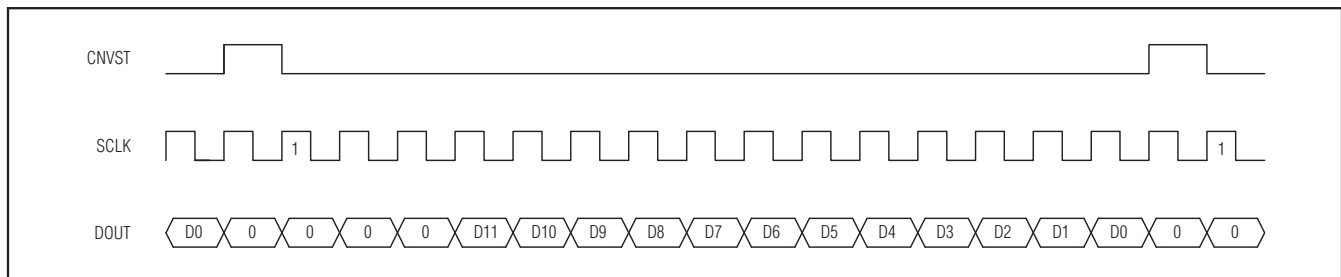 CNVST
SCLK 1 1
DOUT D0 0 0 0 0 D11 D10 D9 D8 D7 D6 D5 D4 D3 D2 D1 D0 0 0